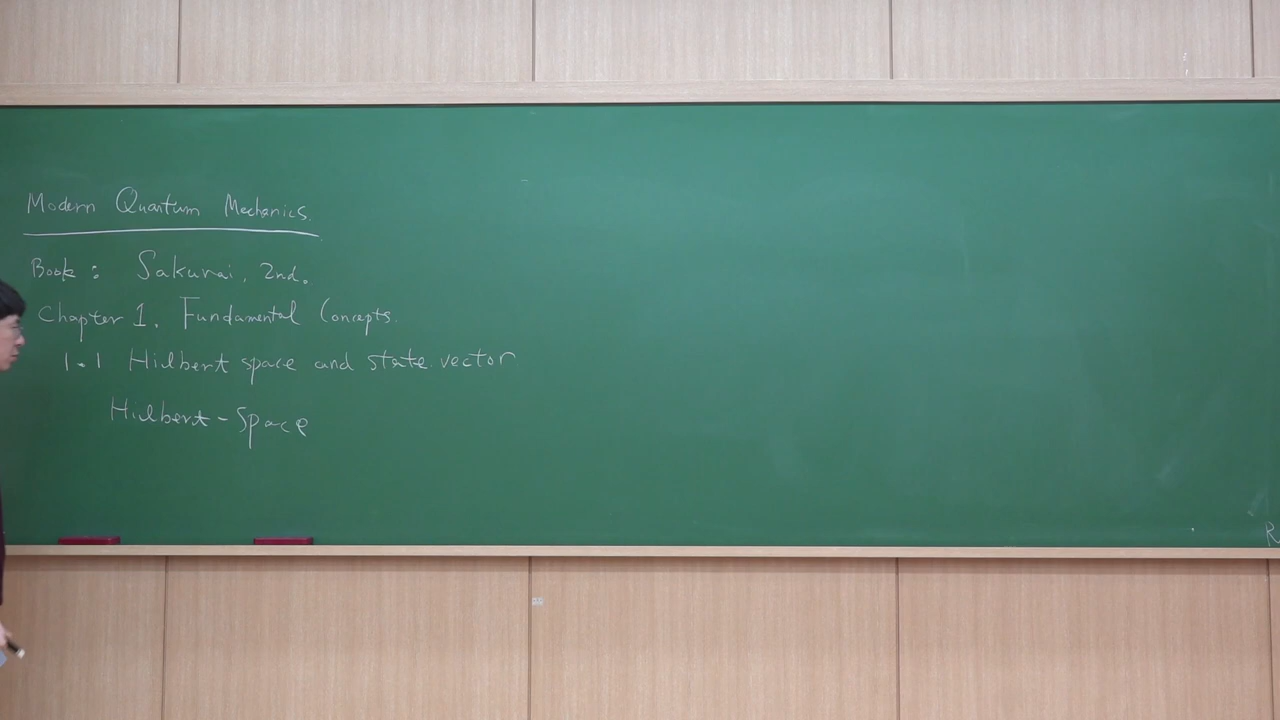 Modern Quantum Mechanics.
Book : Sakurai, 2nd.
Chapter 1. Fundamental Concepts.
1.1 Hilbert space and state vector
Hilbert - Space
R